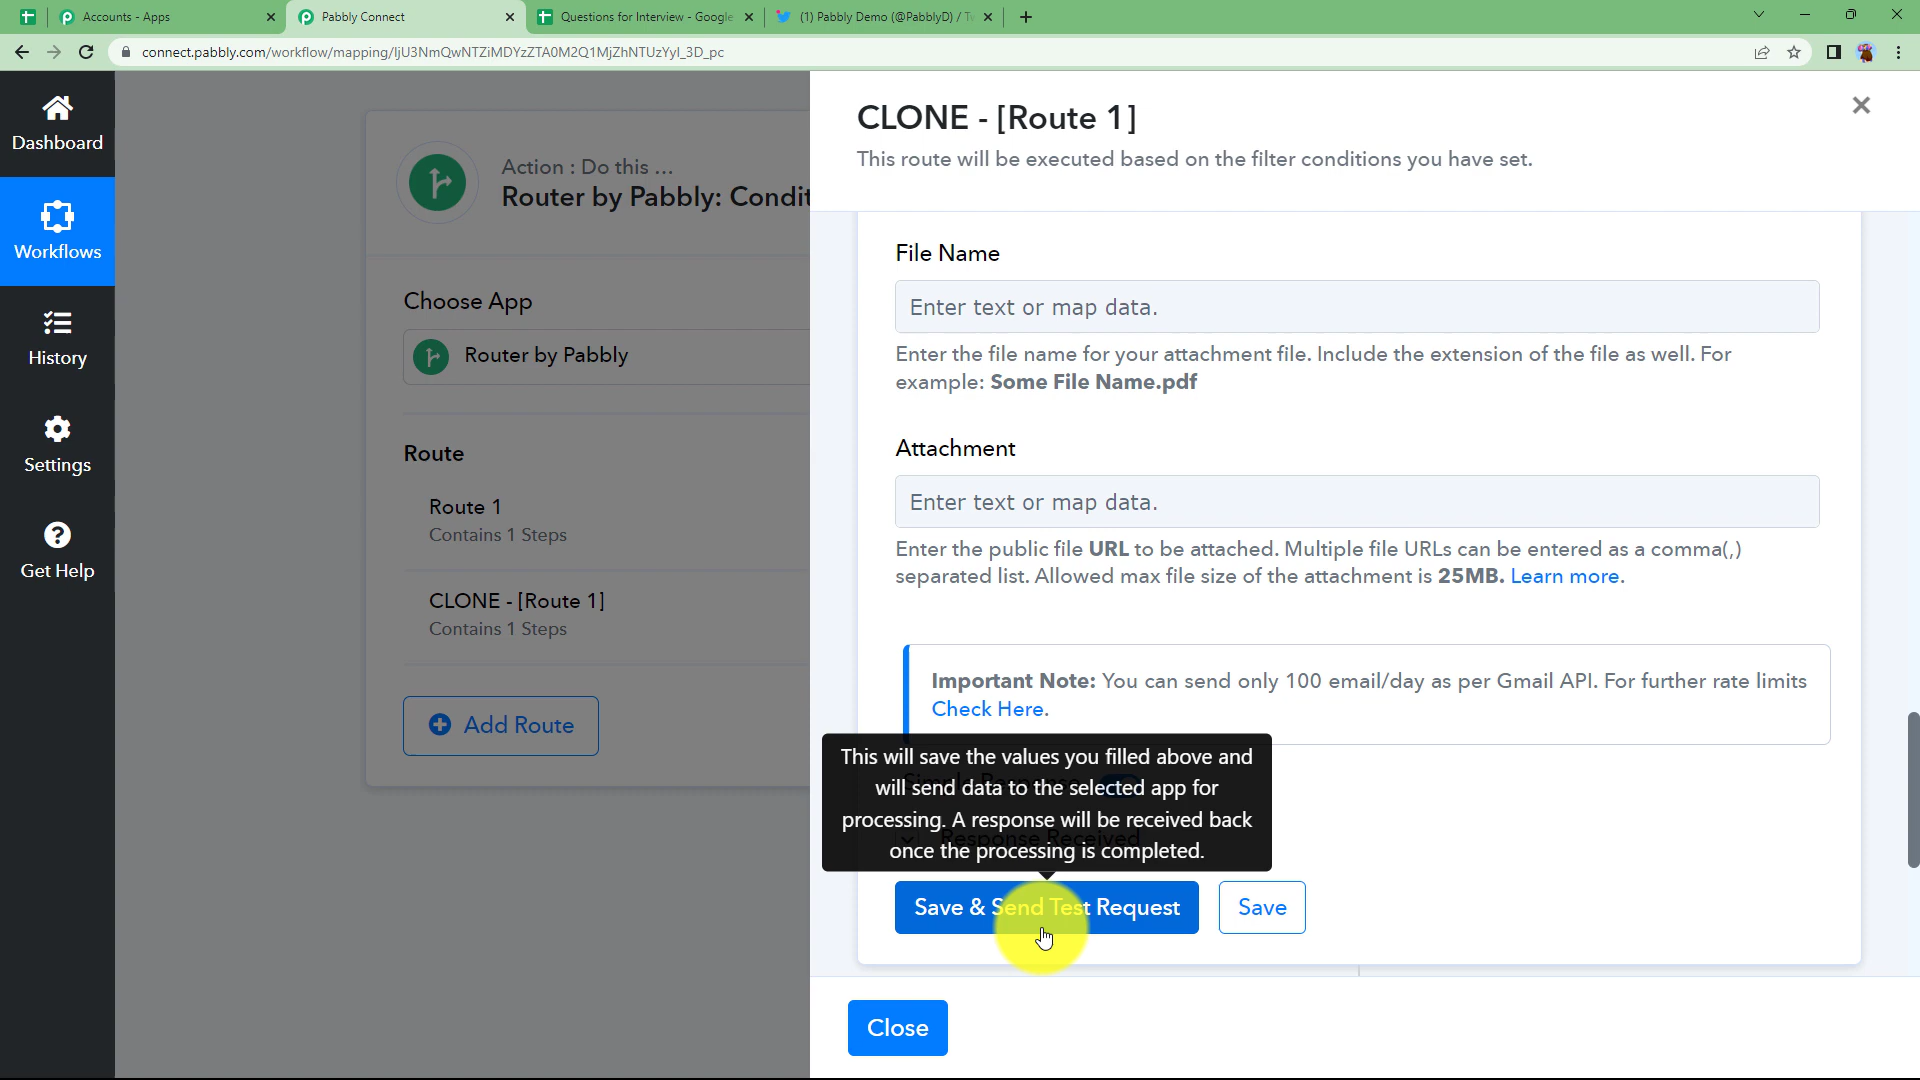 Accounts - Apps
Pabbly Connect
Questions for Interview - Google
(1) Pabbly Demo (@PabblyD) / Tw
connect.pabbly.com/workflow/mapping/IjU3NmQwNTZiMDYzZTA0M2Q1MjZhNTUzYyI_3D_pc
Dashboard
Workflows
History
Settings
Get Help
Action : Do this ...
Router by Pabbly: Condit
Choose App
Router by Pabbly
Route
Route 1
Contains 1 Steps
CLONE - [Route 1]
Contains 1 Steps
Add Route
CLONE - [Route 1]
This route will be executed based on the filter conditions you have set.
File Name
Enter text or map data.
Enter the file name for your attachment file. Include the extension of the file as well. For
example: Some File Name.pdf
Attachment
Enter text or map data.
Enter the public file URL to be attached. Multiple file URLs can be entered as a comma(,)
separated list. Allowed max file size of the attachment is 25MB. Learn more.
Important Note: You can send only 100 email/day as per Gmail API. For further rate limits
Check Here.
This will save the values you filled above and
will send data to the selected app for
processing. A response will be received back
once the processing is completed.
Simple Response
Response Received
Save & Send Test Request
Save
Close